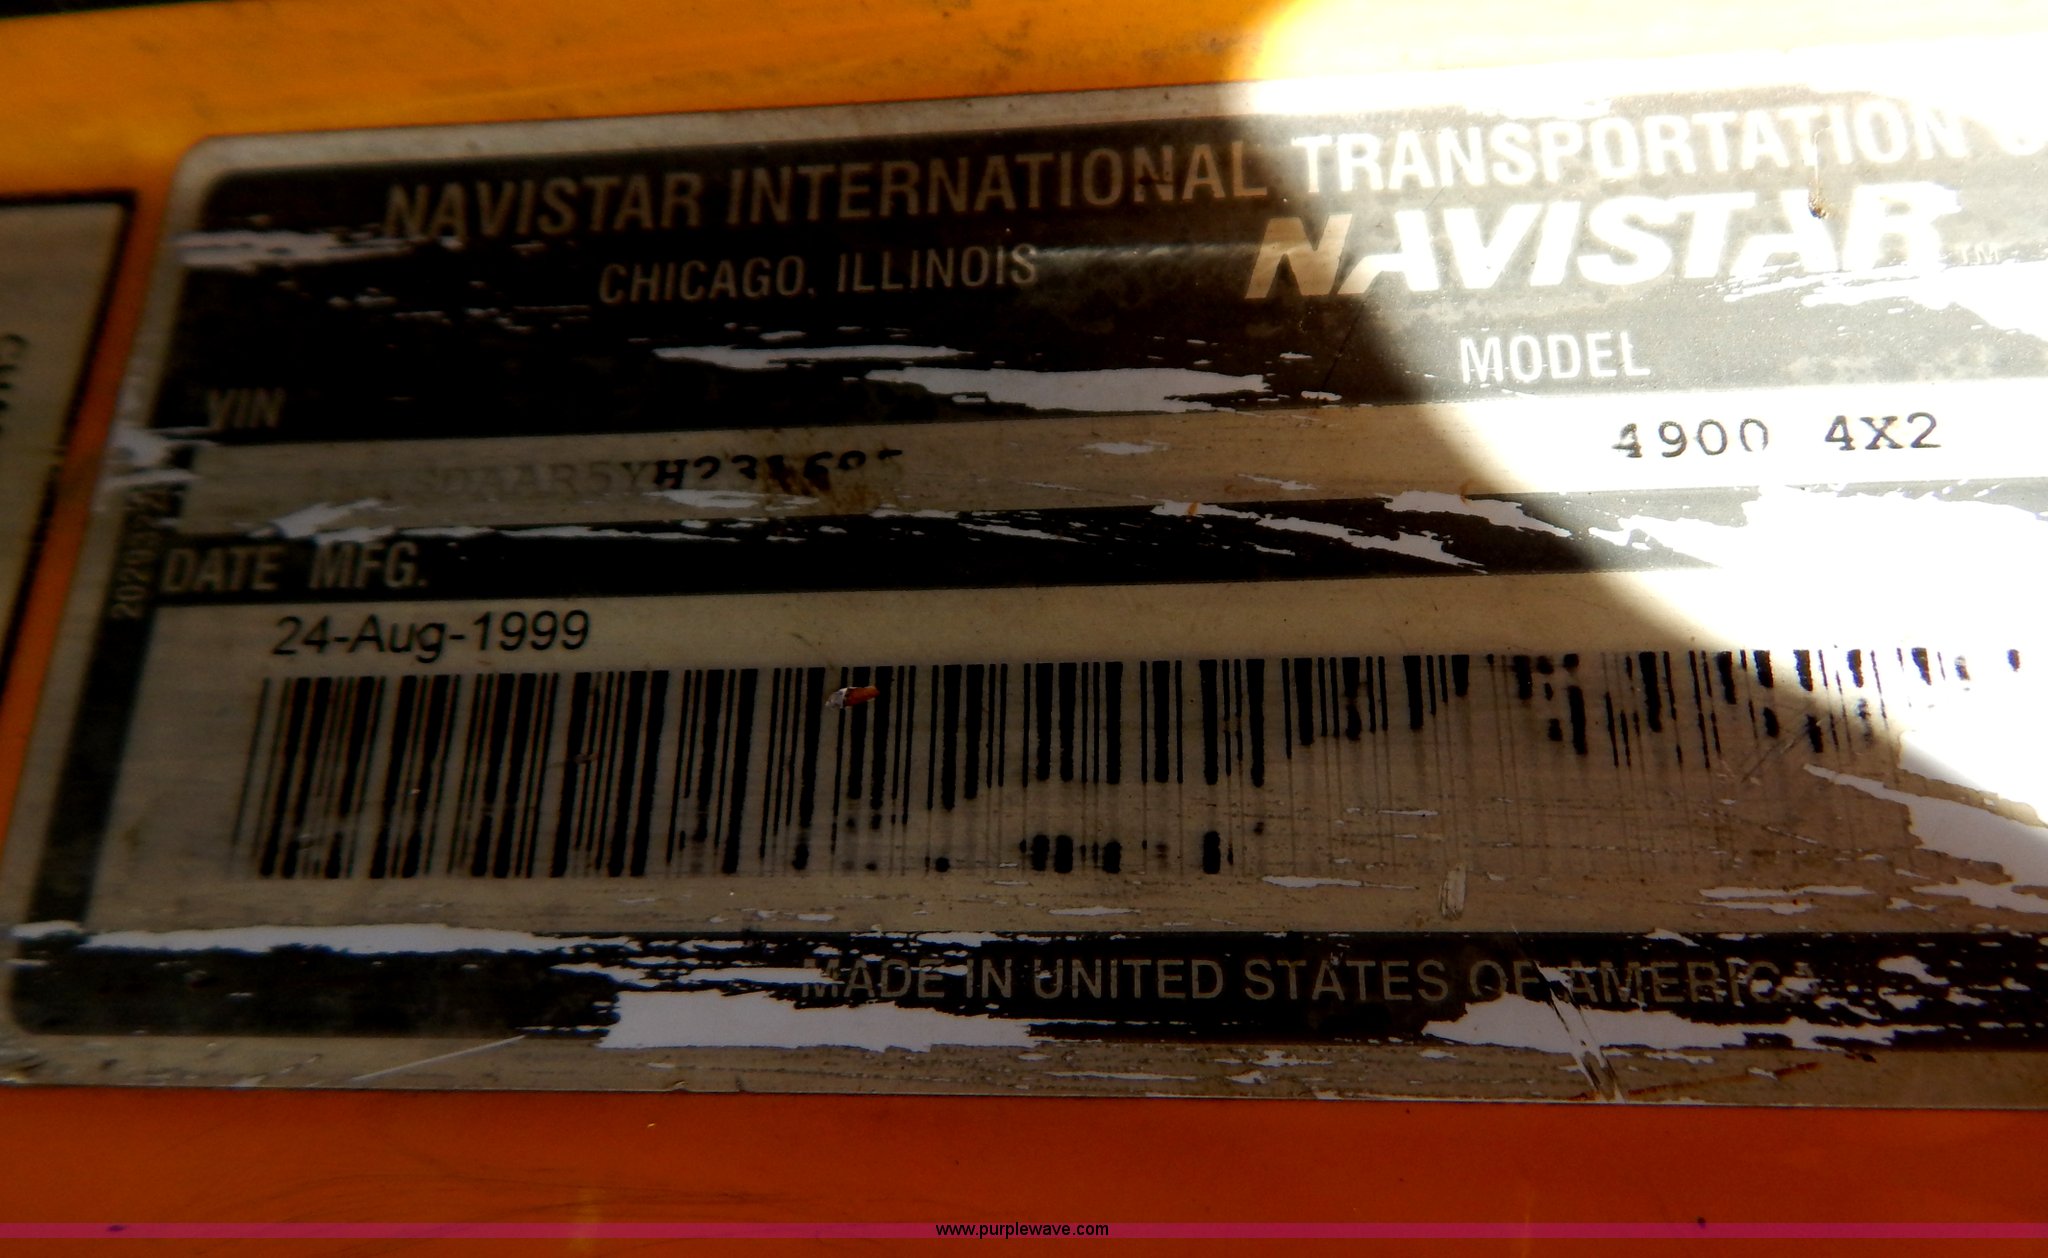 NAVISTAR INTERNATIONAL TRANSPORTATION
CHICAGO, ILLINOIS
NAVISTAR™
VIN
MODEL
4900 4X2
DATE MFG.
24-Aug-1999
MADE IN UNITED STATES OF AMERICA
www.purplewave.com